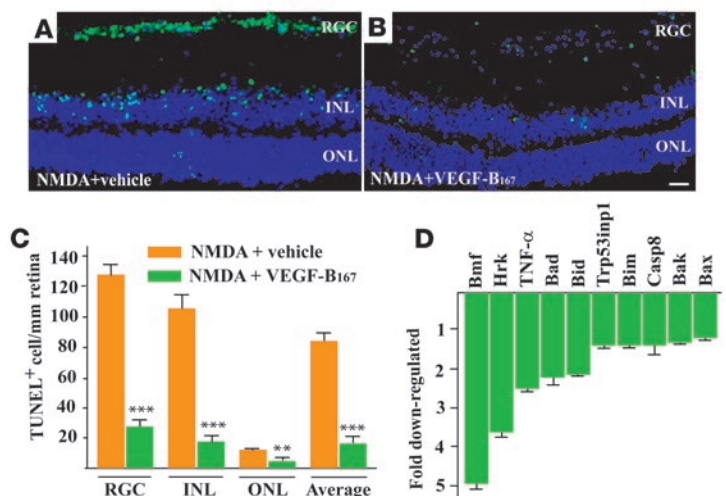 A
RGC
INL
ONL
NMDA+vehicle
B
RGC
INL
ONL
NMDA+VEGF-B167
C
NMDA + vehicle
NMDA + VEGF-B167
TUNEL+ cell/mm retina
140
120
100
80
60
40
20
***
***
**
***
RGC
INL
ONL
Average
D
Bmf
Hrk
TNF-α
Bad
Bid
Trp53inp1
Bim
Casp8
Bak
Bax
Fold down-regulated
1
2
3
4
5